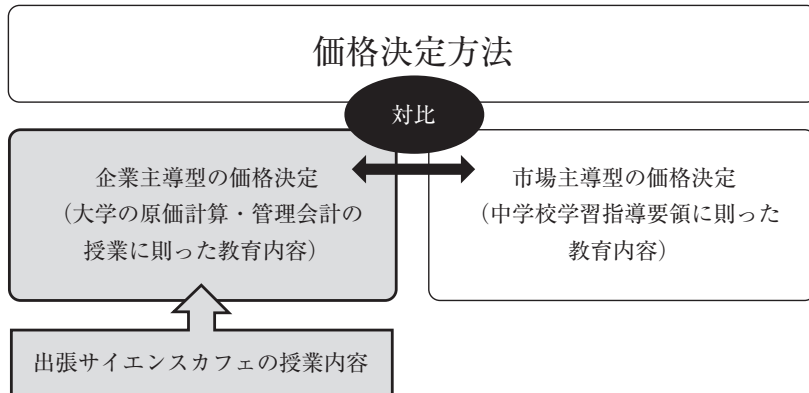 価格決定方法
対比
企業主導型の価格決定
（大学の原価計算・管理会計の
授業に則った教育内容）
市場主導型の価格決定
（中学校学習指導要領に則った
教育内容）
出張サイエンスカフェの授業内容